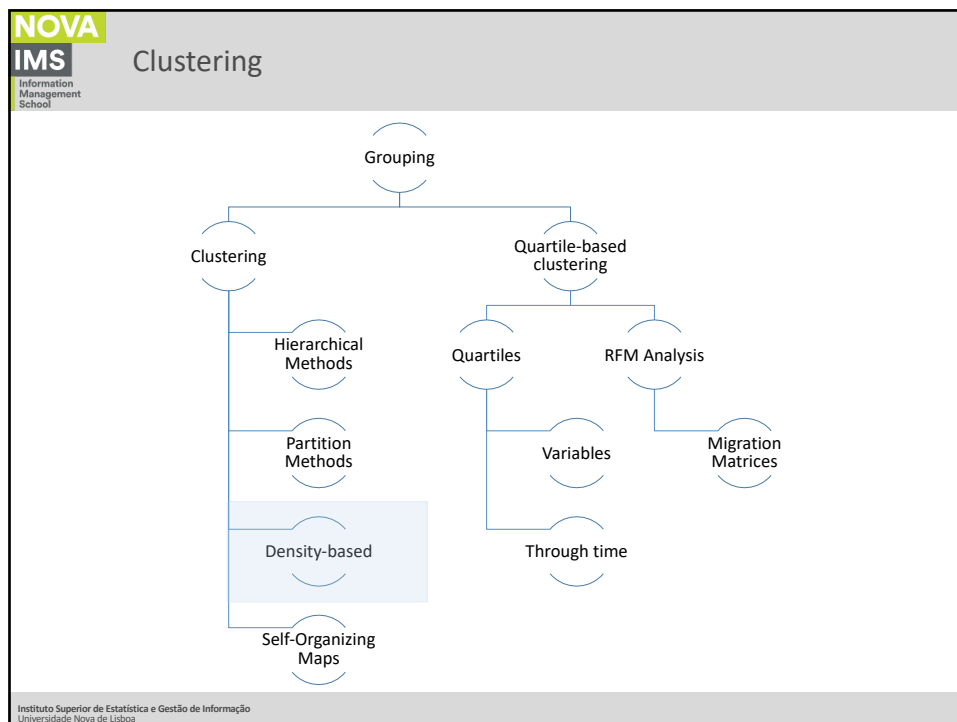 NOVA
IMS
Information
Management
School
Clustering
Grouping
Clustering
Quartile-based
clustering
Hierarchical
Methods
Quartiles
RFM Analysis
Partition
Methods
Variables
Migration
Matrices
Density-based
Through time
Self-Organizing
Maps
Instituto Superior de Estatística e Gestão de Informação
Universidade Nova de Lisboa